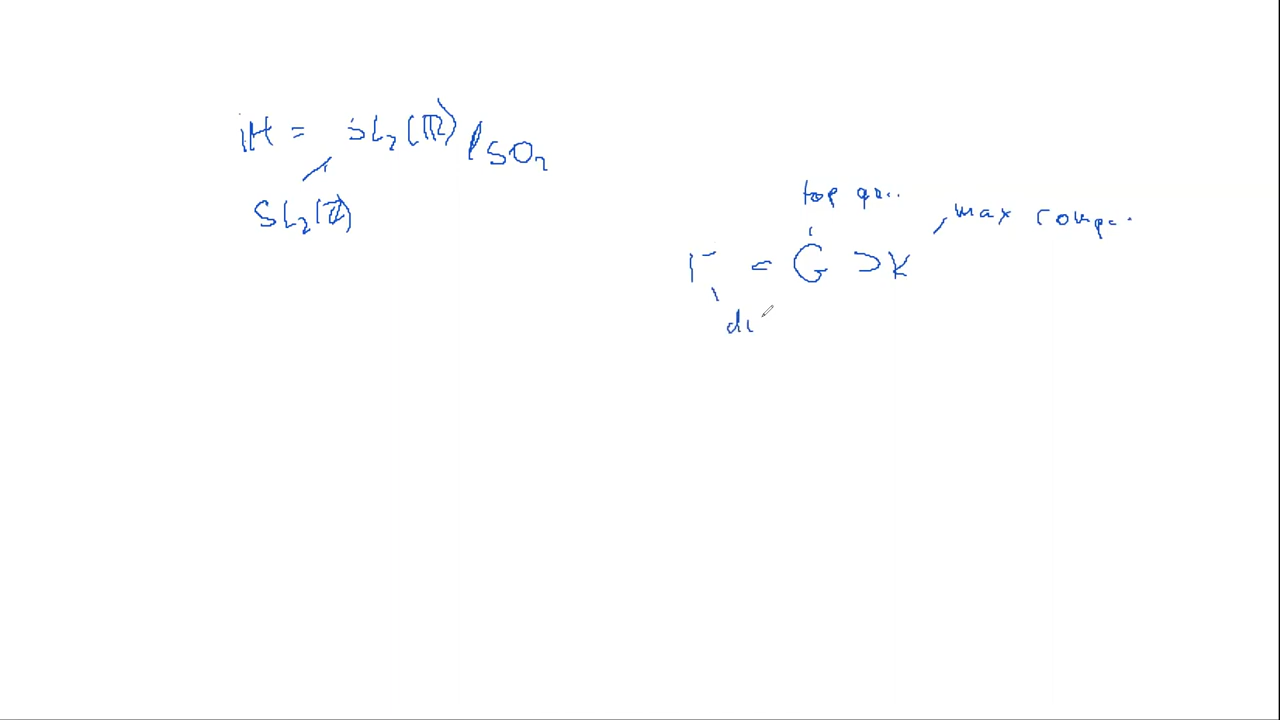 ℍ = SL₂(ℝ) / SO₂
SL₂(ℤ)
top gr..
max compa.
Γ < G ⊃ K
di